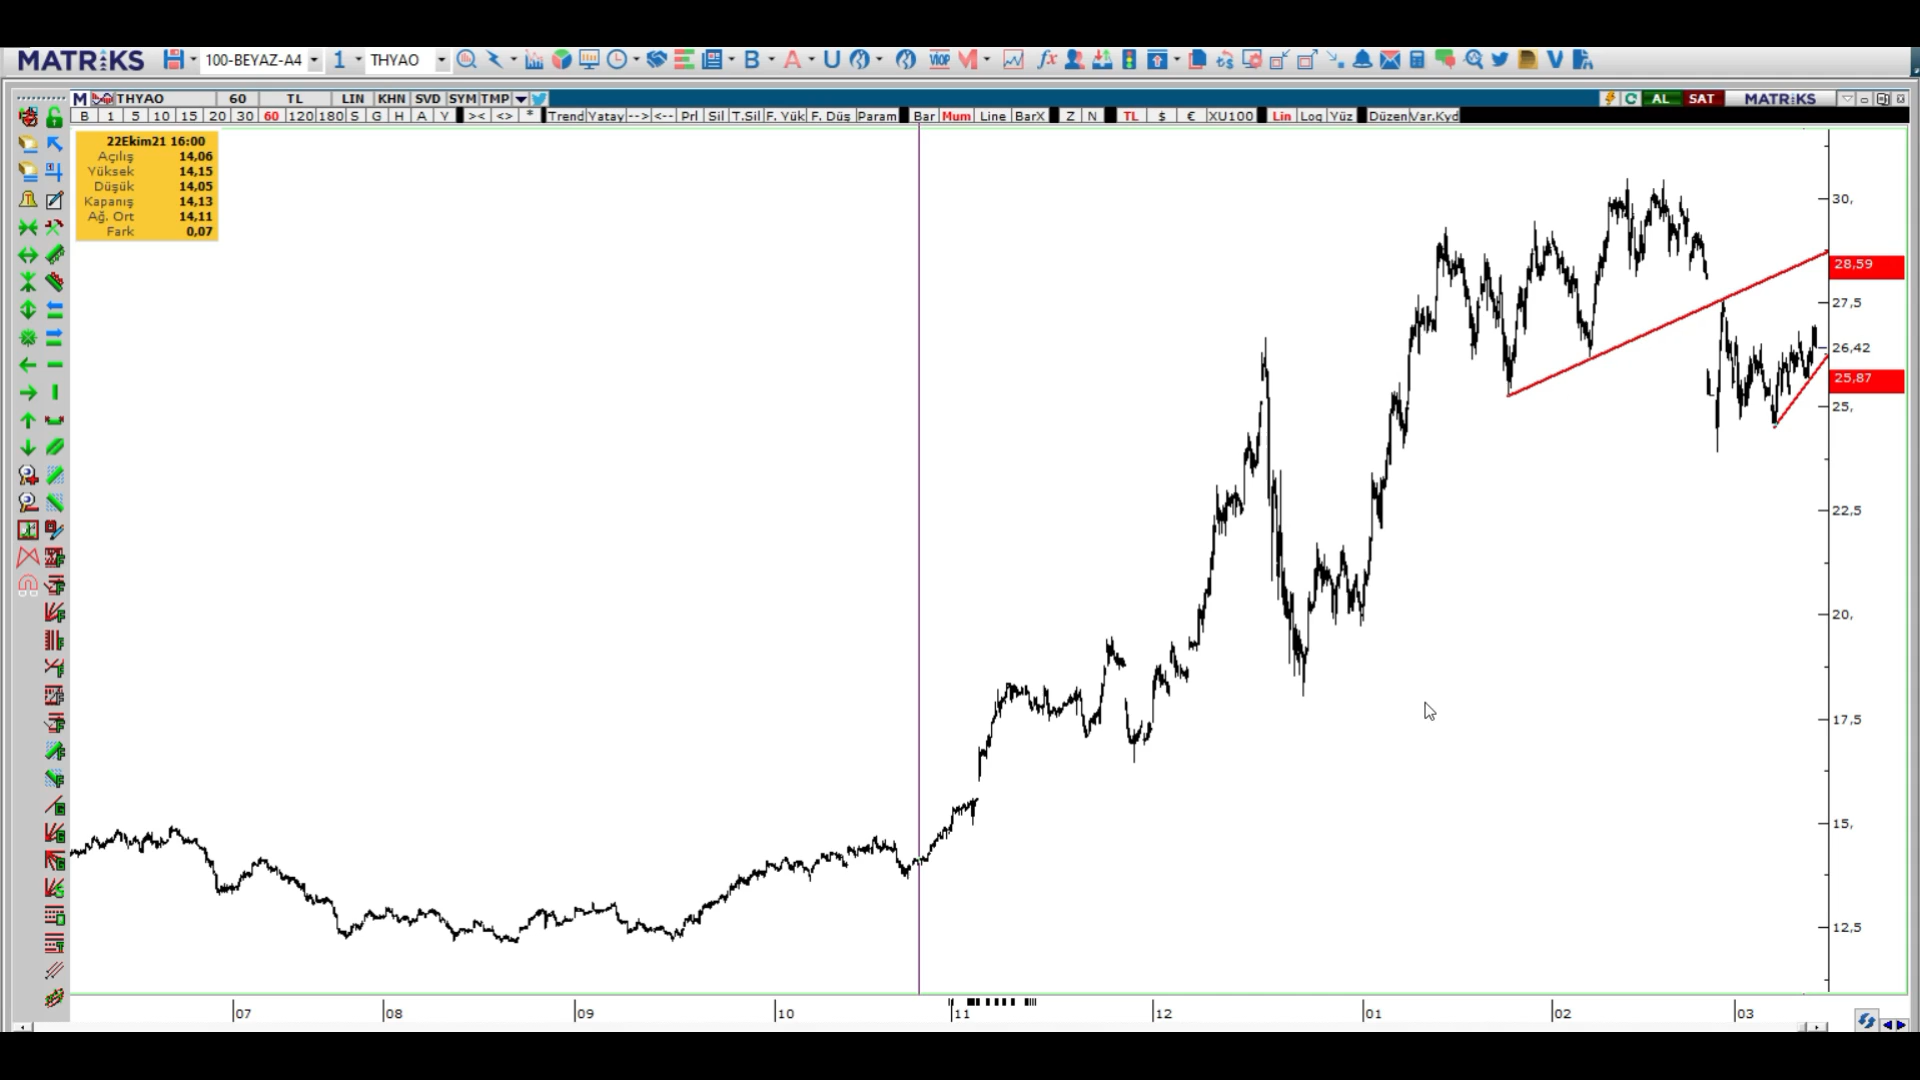 MATRiKS 100-BEYAZ-A4 1 THYAO B A U VIOP M fx V
M THYAO 60 TL LIN KHN SVD SYM TMP AL SAT MATRiKS
B 1 5 10 15 20 30 60 120 180 S G H A Y >< <> * Trend Yatay --> <-- Prl Sil T.Sil F. Yük F. Düş Param Bar Mum Line BarX Z N TL $ € XU100 Lin Log Yüz Düzen Var.Kyd
22Ekim21 16:00
Açılış 14,06
Yüksek 14,15
Düşük 14,05
Kapanış 14,13
Ağ. Ort 14,11
Fark 0,07
30,
28,59
27,5
26,42
25,87
25,
22,5
20,
17,5
15,
12,5
07 08 09 10 11 12 01 02 03